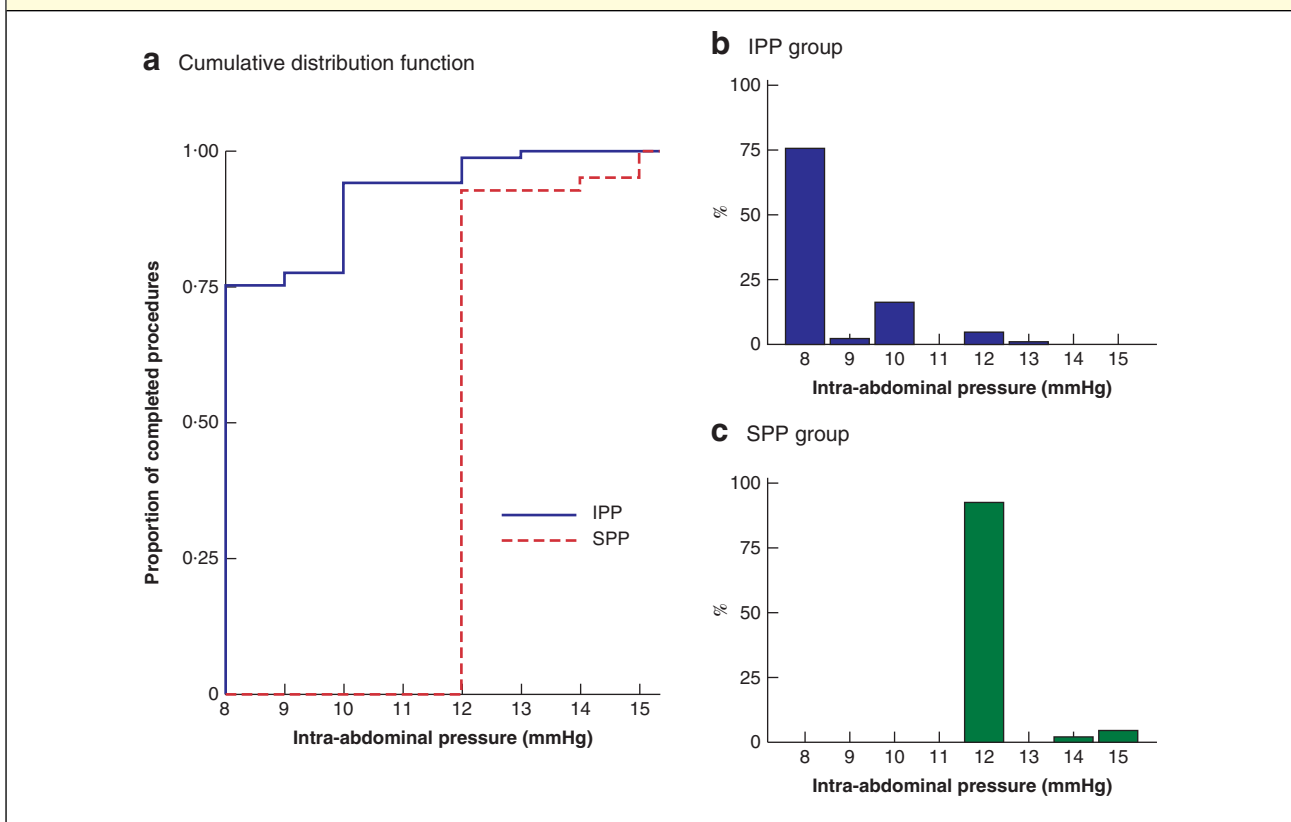 a Cumulative distribution function
1·00
0·75
0·50
0·25
0
Proportion of completed procedures
IPP
SPP
8 9 10 11 12 13 14 15
Intra-abdominal pressure (mmHg)
b IPP group
100
75
50
25
0
%
8 9 10 11 12 13 14 15
Intra-abdominal pressure (mmHg)
c SPP group
100
75
50
25
0
%
8 9 10 11 12 13 14 15
Intra-abdominal pressure (mmHg)